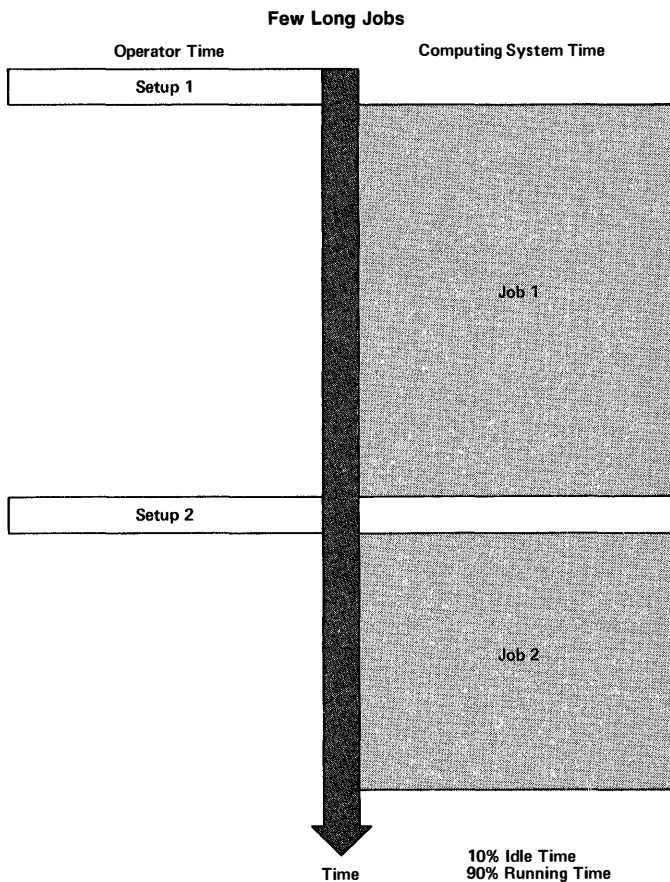 Few Long Jobs
Operator Time
Computing System Time
Setup 1
Job 1
Setup 2
Job 2
Time
10% Idle Time
90% Running Time